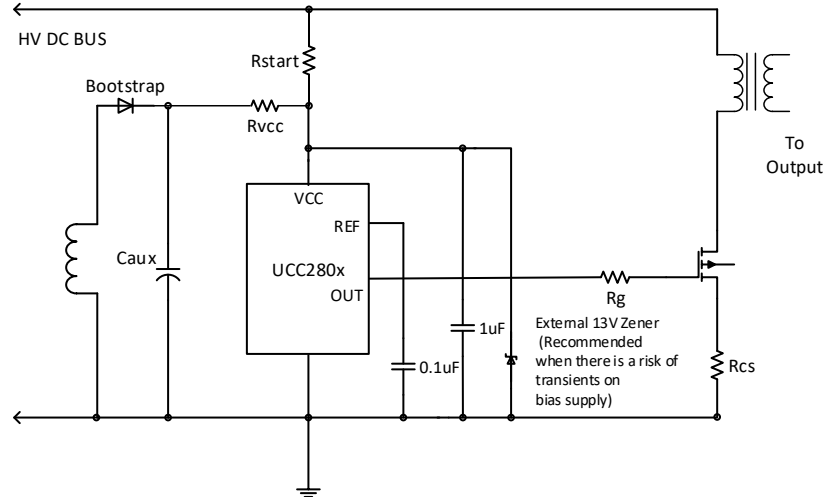 HV DC BUS
Rstart
Bootstrap
Rvcc
To
Output
VCC
REF
UCC280x
Caux
OUT
Rg
1uF
External 13V Zener
(Recommended
when there is a risk of
transients on
bias supply)
0.1uF
Rcs